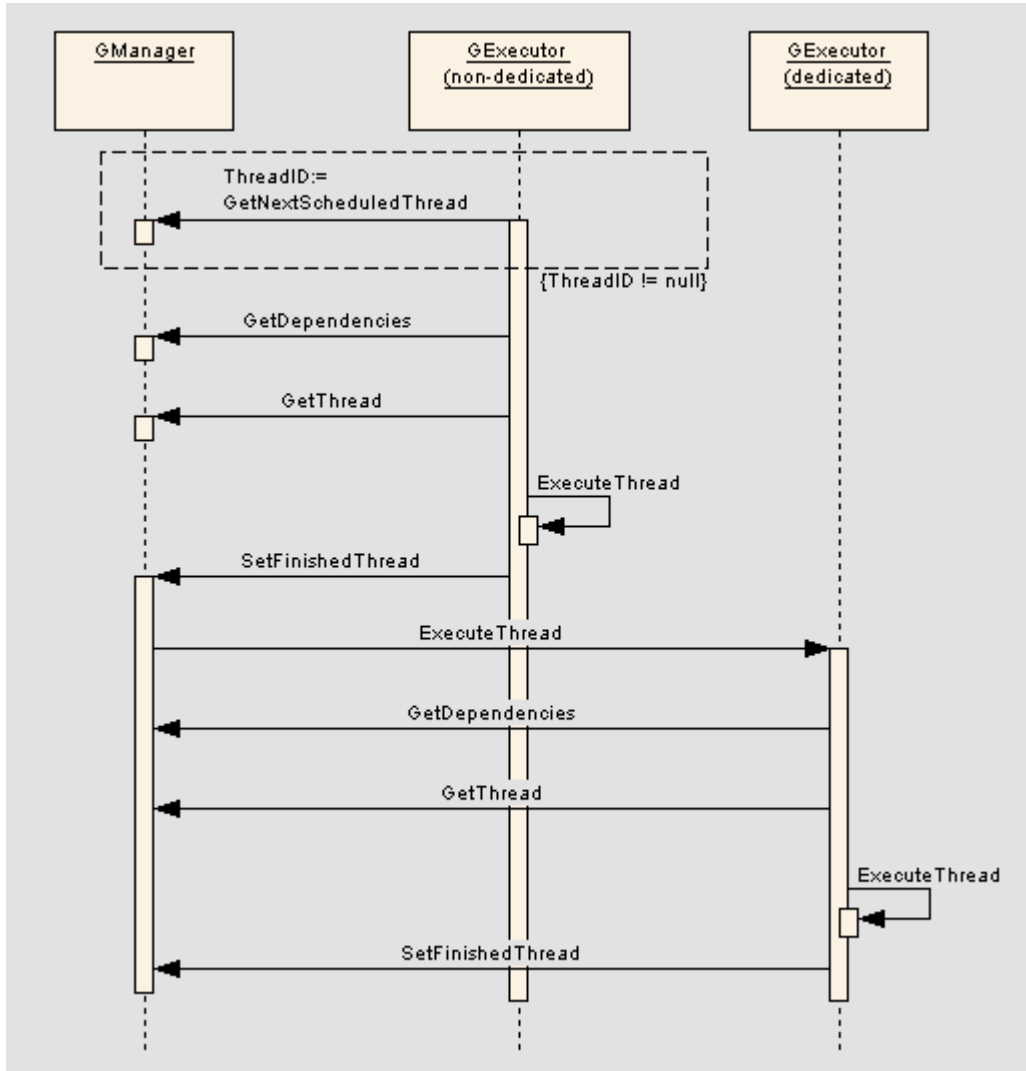 GManager
GExecutor
(non-dedicated)
GExecutor
(dedicated)
ThreadID:=
GetNextScheduledThread
{ThreadID != null}
GetDependencies
GetThread
ExecuteThread
SetFinishedThread
ExecuteThread
GetDependencies
GetThread
ExecuteThread
SetFinishedThread